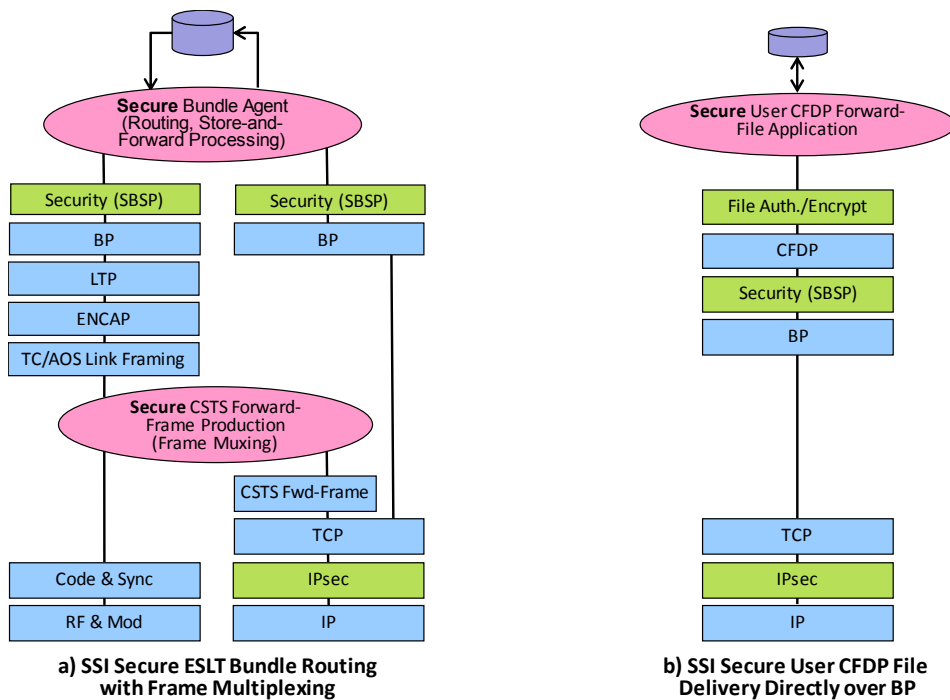 Secure Bundle Agent
(Routing, Store-and-
Forward Processing)
Security (SBSP)
BP
LTP
ENCAP
TC/AOS Link Framing
Security (SBSP)
BP
Secure CSTS Forward-
Frame Production
(Frame Muxing)
CSTS Fwd-Frame
TCP
IPsec
IP
Code & Sync
RF & Mod
a) SSI Secure ESLT Bundle Routing
with Frame Multiplexing
Secure User CFDP Forward-
File Application
File Auth./Encrypt
CFDP
Security (SBSP)
BP
TCP
IPsec
IP
b) SSI Secure User CFDP File
Delivery Directly over BP